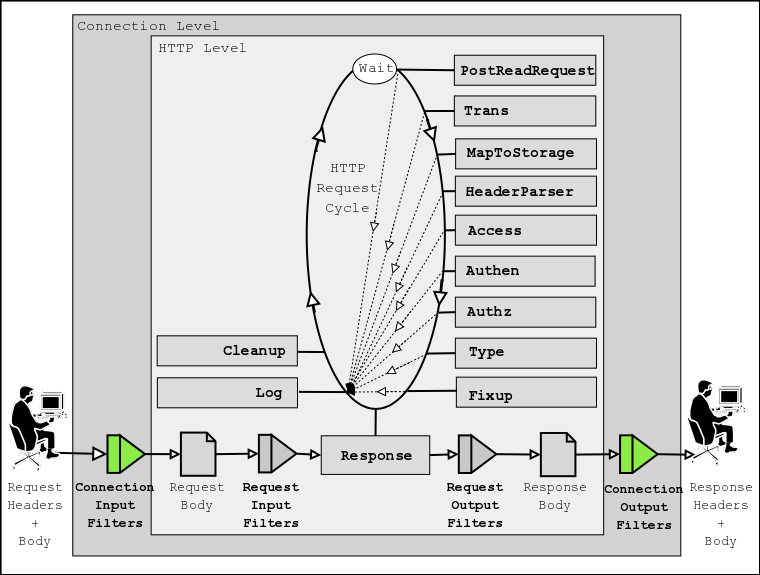 Connection Level
HTTP Level
Wait
HTTP
Request
Cycle
PostReadRequest
Trans
MapToStorage
HeaderParser
Access
Authen
Authz
Type
Fixup
Cleanup
Log
Response
Request
Headers
+
Body
Connection
Input
Filters
Request
Body
Request
Input
Filters
Request
Output
Filters
Response
Body
Connection
Output
Filters
Response
Headers
+
Body